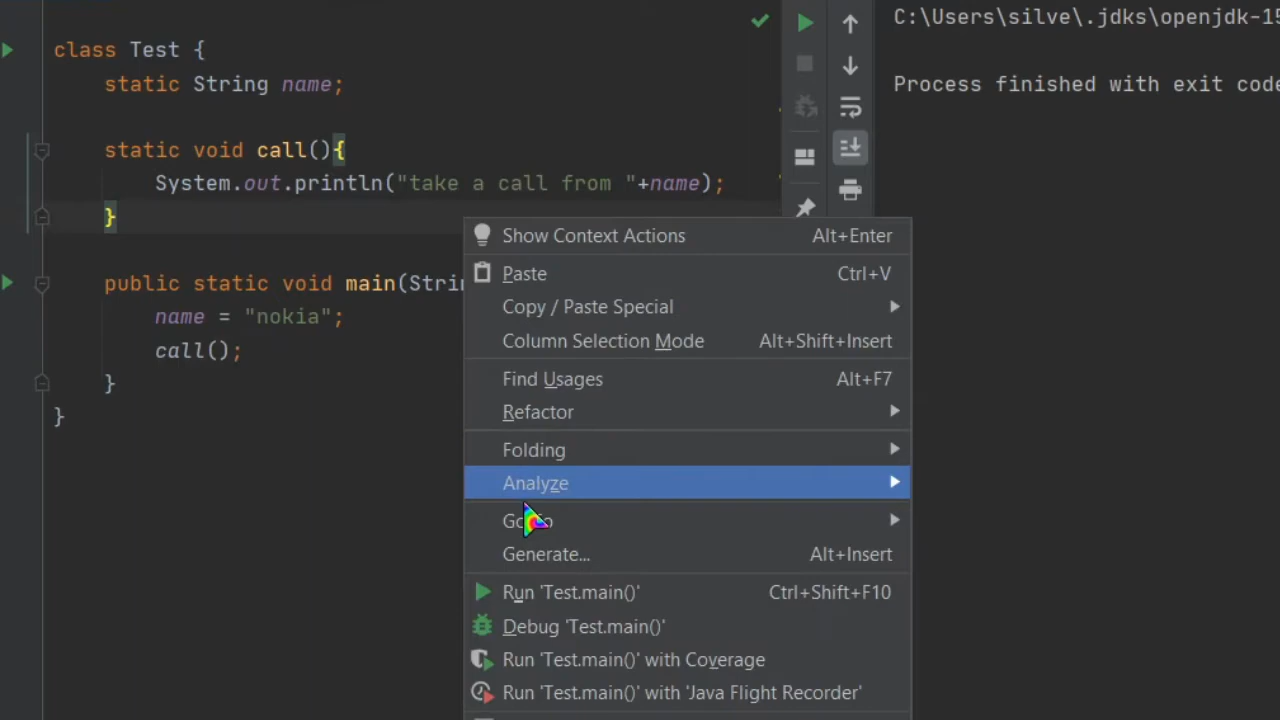 class Test {
static String name;
static void call(){
System.out.println("take a call from "+name);
}
public static void main(Strin
name = "nokia";
call();
}
}
C:\Users\silve\.jdks\openjdk-15
Process finished with exit code
Show Context Actions Alt+Enter
Paste Ctrl+V
Copy / Paste Special
Column Selection Mode Alt+Shift+Insert
Find Usages Alt+F7
Refactor
Folding
Analyze
Go To
Generate... Alt+Insert
Run 'Test.main()' Ctrl+Shift+F10
Debug 'Test.main()'
Run 'Test.main()' with Coverage
Run 'Test.main()' with 'Java Flight Recorder'